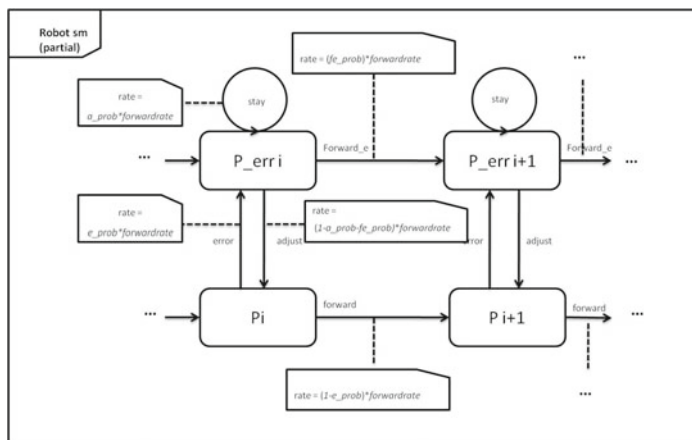 Robot sm
(partial)
rate = (fe_prob)*forwardrate
...
rate =
a_prob*forwardrate
stay
stay
...
P_err i
Forward_e
P_err i+1
Forward_e
...
rate =
e_prob*forwardrate
rate =
(1-a_prob-fe_prob)*forwardrate
error
adjust
adjust
...
Pi
forward
P i+1
forward
...
rate = (1-e_prob)*forwardrate
...